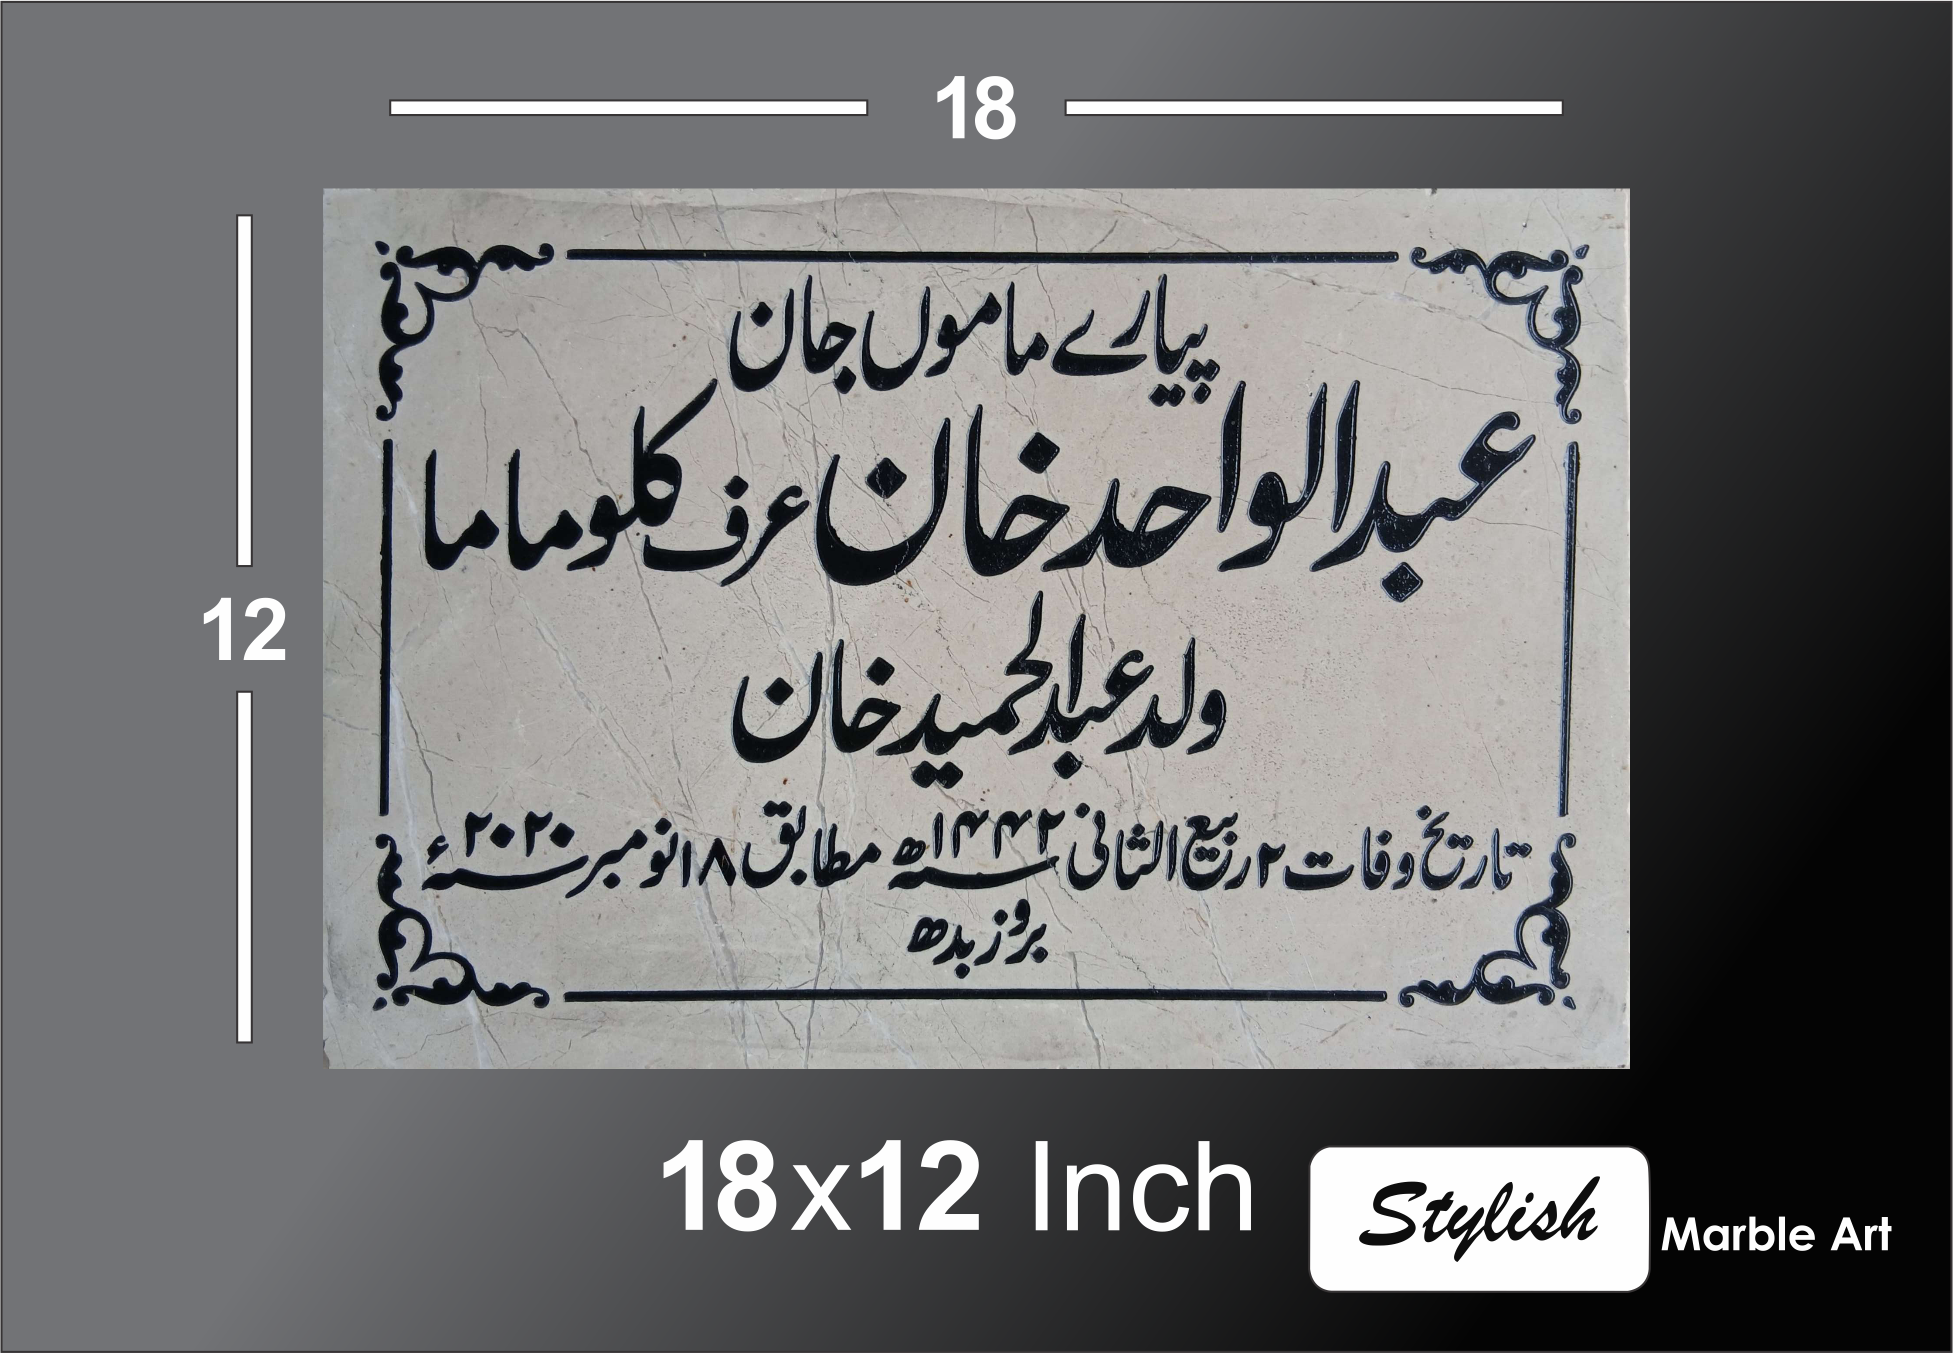 18
پیارے ماموں جان
عبدالواحد خان عرف کلو ماما
12
ولد عبدالحمید خان
تاریخ وفات ۲ ربیع الثانی ۱۴۴۲ھ مطابق ۱۸ نومبر ۲۰۲۰ء
بروز بدھ
18x12 Inch
Stylish Marble Art